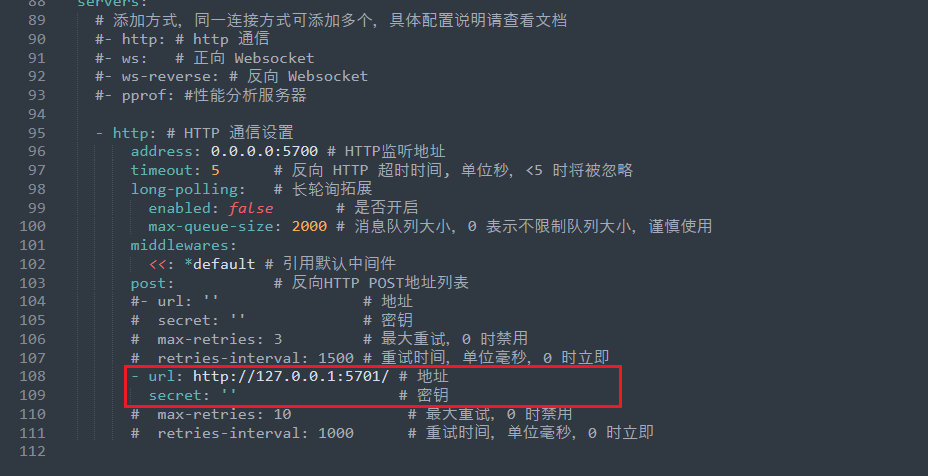 88 servers:
89 # 添加方式, 同一连接方式可添加多个, 具体配置说明请查看文档
90 #- http: # http 通信
91 #- ws:   # 正向 Websocket
92 #- ws-reverse: # 反向 Websocket
93 #- pprof: #性能分析服务器
94
95 - http: # HTTP 通信设置
96 address: 0.0.0.0:5700 # HTTP监听地址
97 timeout: 5      # 反向 HTTP 超时时间, 单位秒, <5 时将被忽略
98 long-polling:   # 长轮询拓展
99 enabled: false       # 是否开启
100 max-queue-size: 2000 # 消息队列大小, 0 表示不限制队列大小, 谨慎使用
101 middlewares:
102 <<: *default # 引用默认中间件
103 post:           # 反向HTTP POST地址列表
104 #- url: ''                # 地址
105 #  secret: ''             # 密钥
106 #  max-retries: 3         # 最大重试, 0 时禁用
107 #  retries-interval: 1500 # 重试时间, 单位毫秒, 0 时立即
108 - url: http://127.0.0.1:5701/ # 地址
109 secret: ''                  # 密钥
110 #  max-retries: 10             # 最大重试, 0 时禁用
111 #  retries-interval: 1000      # 重试时间, 单位毫秒, 0 时立即
112